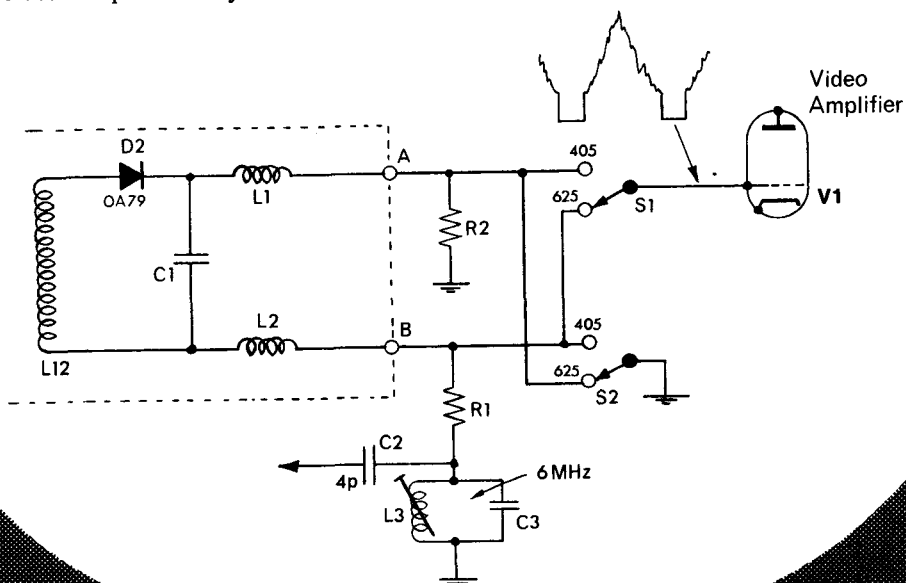 Video
Amplifier
D2
OA79
L1
A
405
625
S1
V1
R2
C1
L2
B
405
625
S2
L12
R1
C2
4p
6MHz
L3
C3